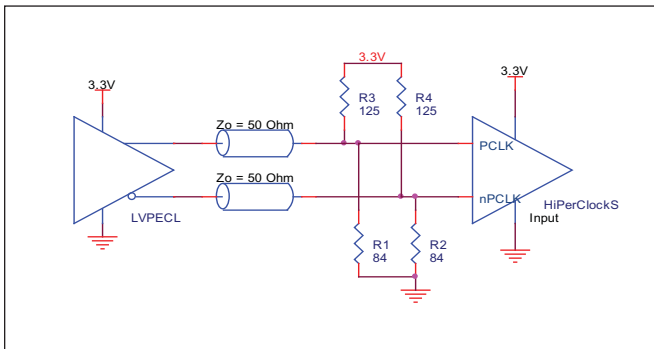 3.3V
3.3V
3.3V
R3
125
R4
125
Zo = 50 Ohm
PCLK
Zo = 50 Ohm
nPCLK
HiPerClockS
Input
LVPECL
R1
84
R2
84